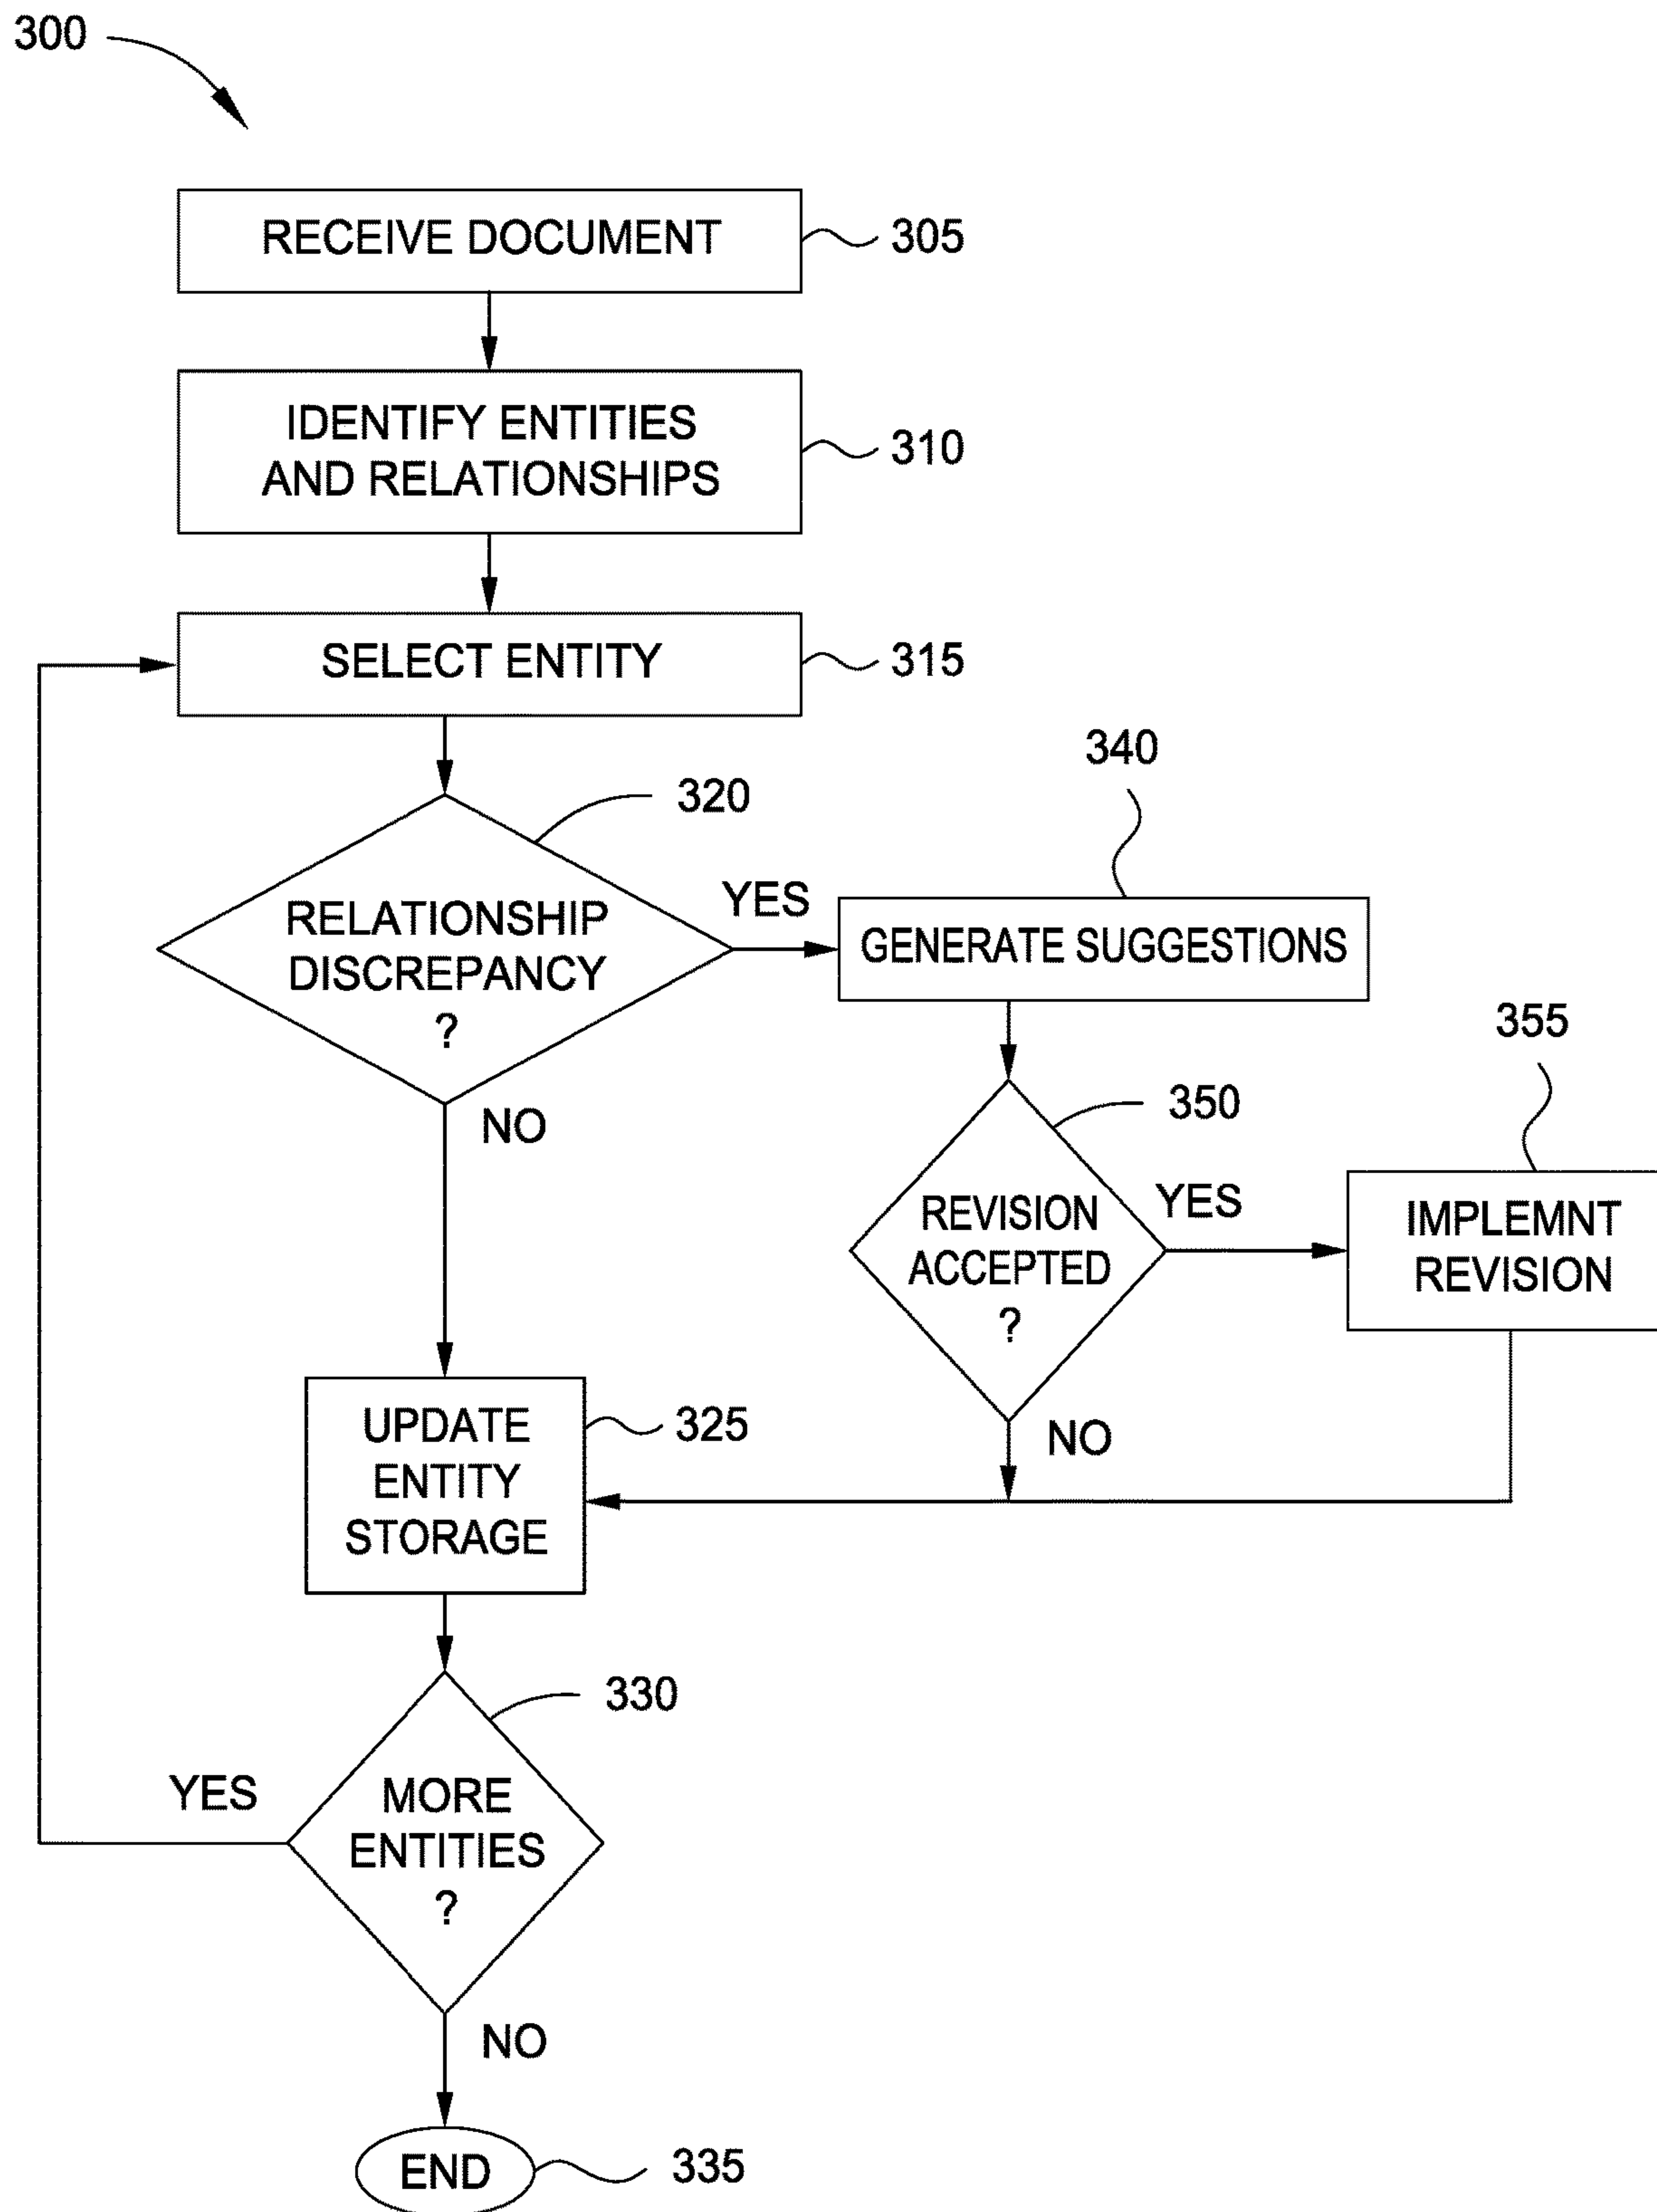 300
RECEIVE DOCUMENT
305
IDENTIFY ENTITIES
AND RELATIONSHIPS
310
SELECT ENTITY
315
340
320
RELATIONSHIP
DISCREPANCY
?
YES
GENERATE SUGGESTIONS
355
NO
350
REVISION
ACCEPTED
?
YES
IMPLEMNT
REVISION
UPDATE
ENTITY
STORAGE
325
NO
330
YES
MORE
ENTITIES
?
NO
END
335